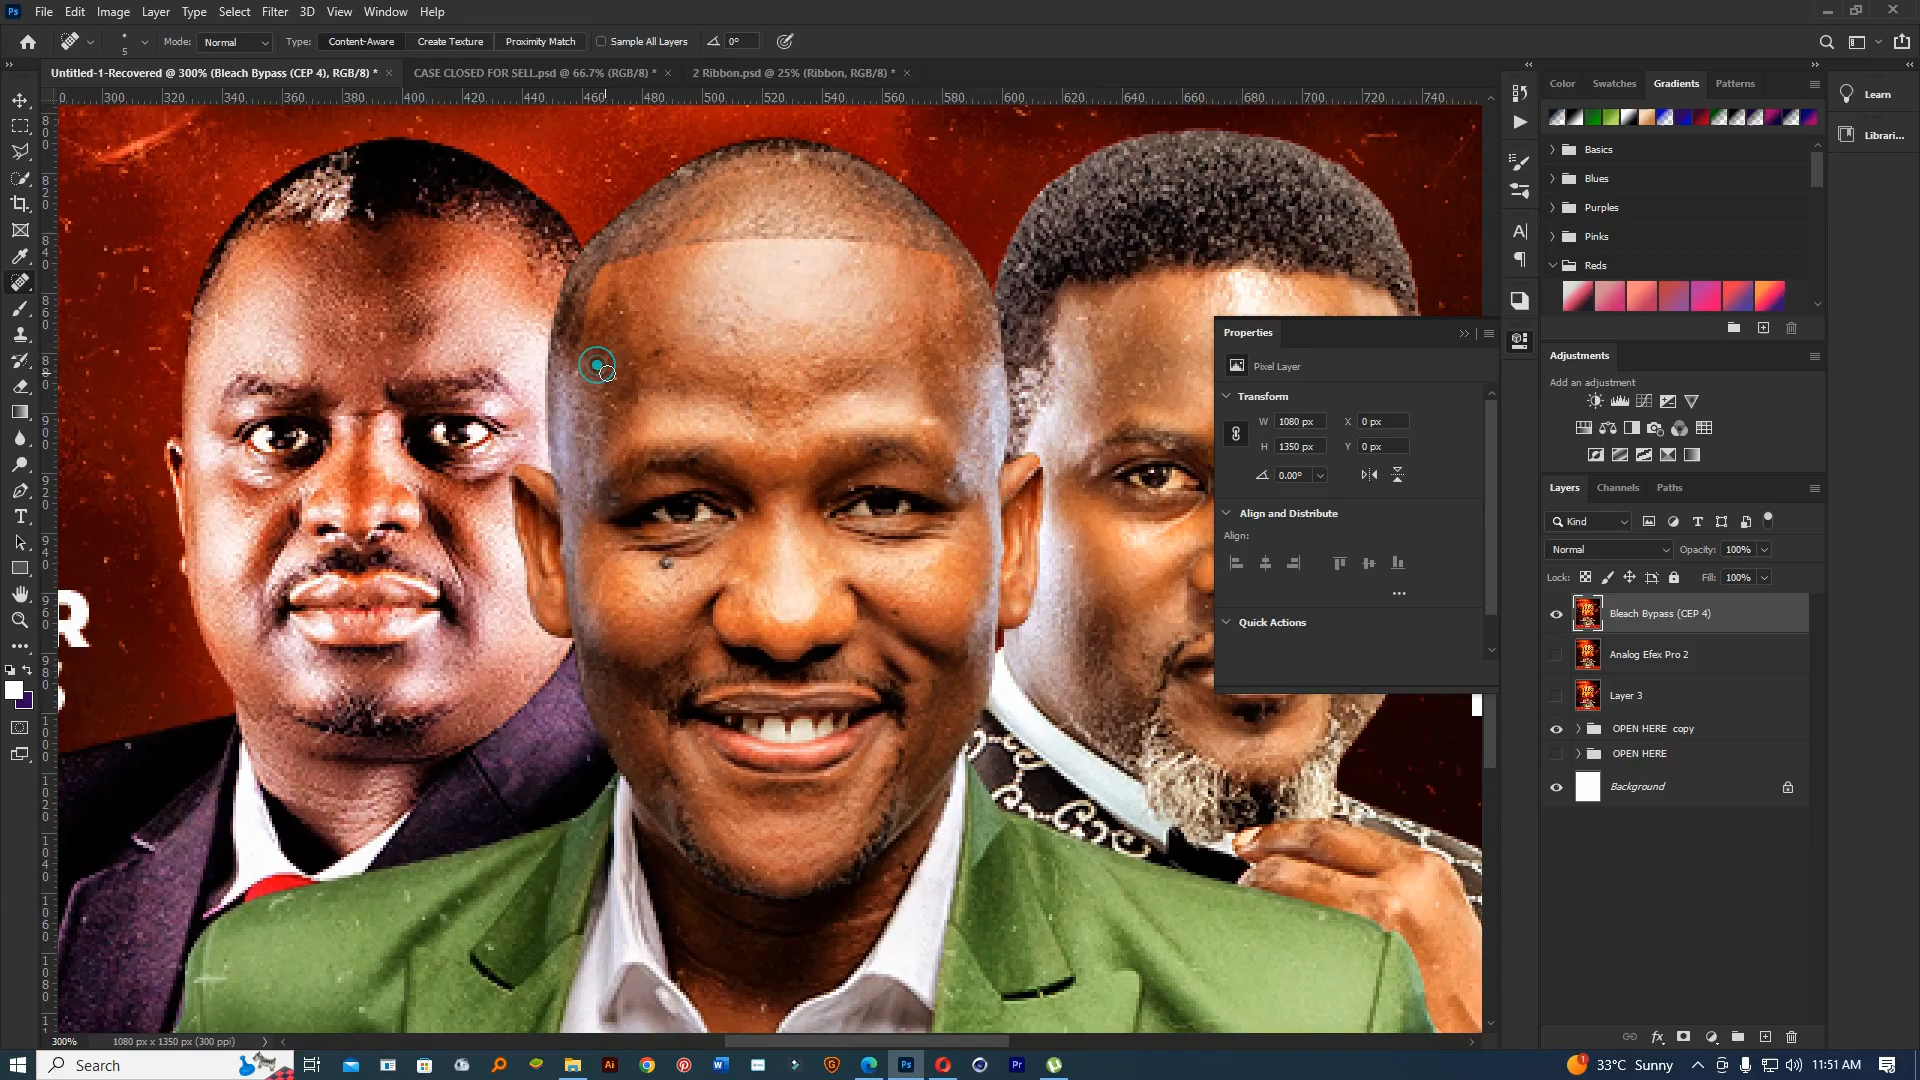 Ps File Edit Image Layer Type Select Filter 3D View Window Help
5 Mode: Normal Type: Content-Aware Create Texture Proximity Match Sample All Layers 0°
Untitled-1-Recovered @ 300% (Bleach Bypass (CEP 4), RGB/8) * × CASE CLOSED FOR SELL.psd @ 66.7% (RGB/8) * × 2 Ribbon.psd @ 25% (Ribbon, RGB/8) * ×
0 300 320 340 360 380 400 420 440 460 480 500 520 540 560 580 600 620 640 660 680 700 720 740
Color Swatches Gradients Patterns
Learn
Librari...
Basics
Blues
Purples
Pinks
Reds
Properties
Pixel Layer
Transform
W 1080 px X 0 px
H 1350 px Y 0 px
0.00°
Align and Distribute
Align:
Quick Actions
Adjustments
Add an adjustment
Layers Channels Paths
Kind
Normal Opacity: 100%
Lock: Fill: 100%
Bleach Bypass (CEP 4)
Analog Efex Pro 2
Layer 3
OPEN HERE copy
OPEN HERE
Background
R
300% 1080 px x 1350 px (300 ppi)
Search
33°C Sunny 11:51 AM